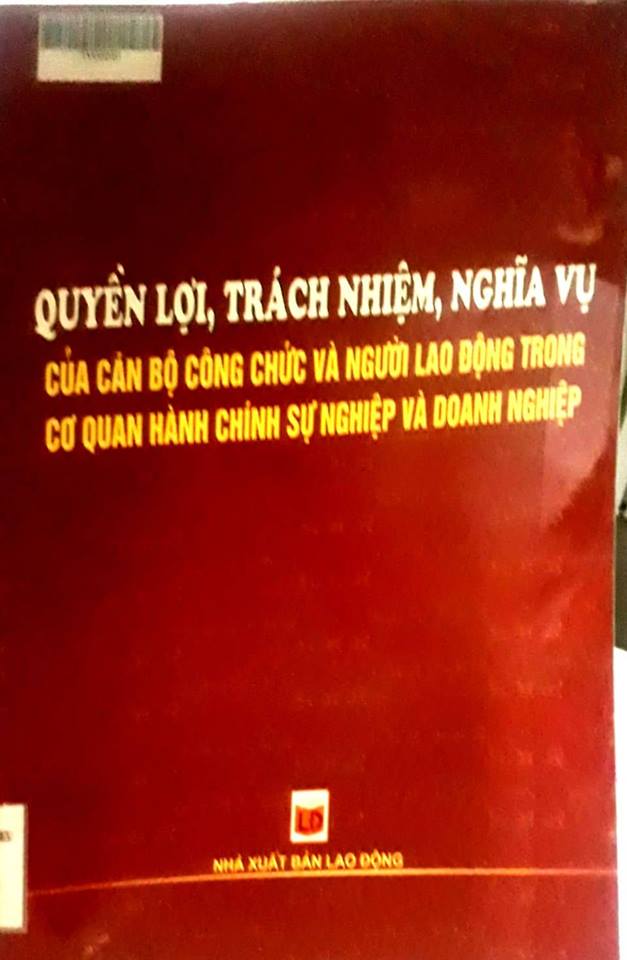 QUYỀN LỢI, TRÁCH NHIỆM, NGHĨA VỤ
CỦA CÁN BỘ CÔNG CHỨC VÀ NGƯỜI LAO ĐỘNG TRONG
CƠ QUAN HÀNH CHÍNH SỰ NGHIỆP VÀ DOANH NGHIỆP
LĐ
NHÀ XUẤT BẢN LAO ĐỘNG